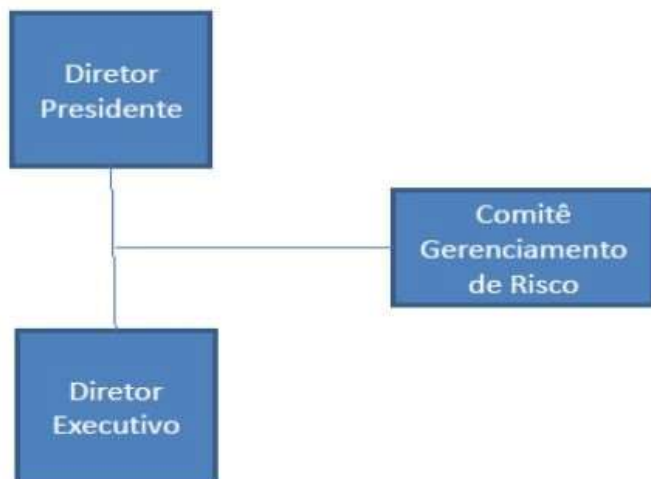 Diretor
Presidente
Comitê
Gerenciamento
de Risco
Diretor
Executivo